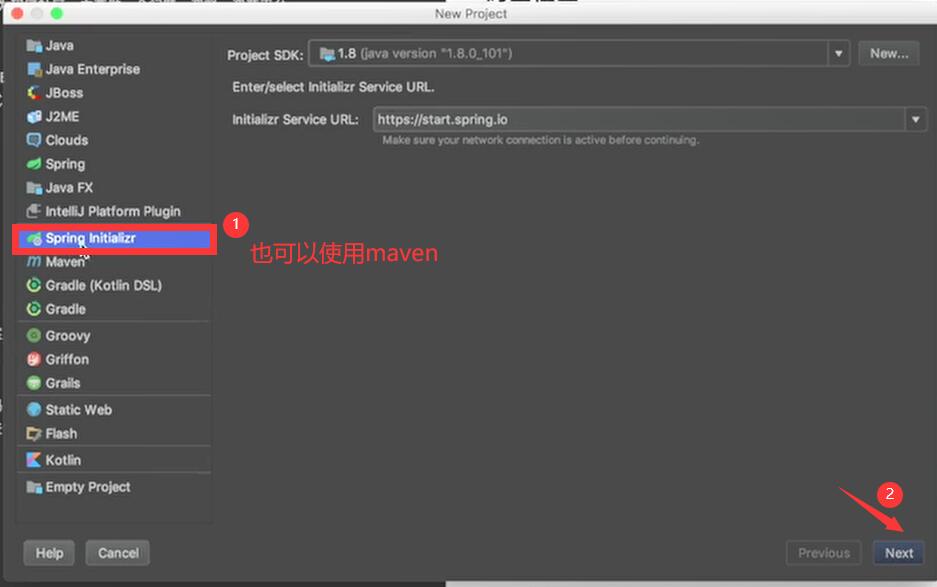 New Project
Java
Java Enterprise
JBoss
J2ME
Clouds
Spring
Java FX
IntelliJ Platform Plugin
Spring Initializr
Maven
Gradle (Kotlin DSL)
Gradle
Groovy
Griffon
Grails
Static Web
Flash
Kotlin
Empty Project
Project SDK: 1.8 (java version "1.8.0_101") New...
Enter/select Initializr Service URL.
Initializr Service URL: https://start.spring.io
Make sure your network connection is active before continuing.
1
也可以使用maven
2
Help Cancel Previous Next